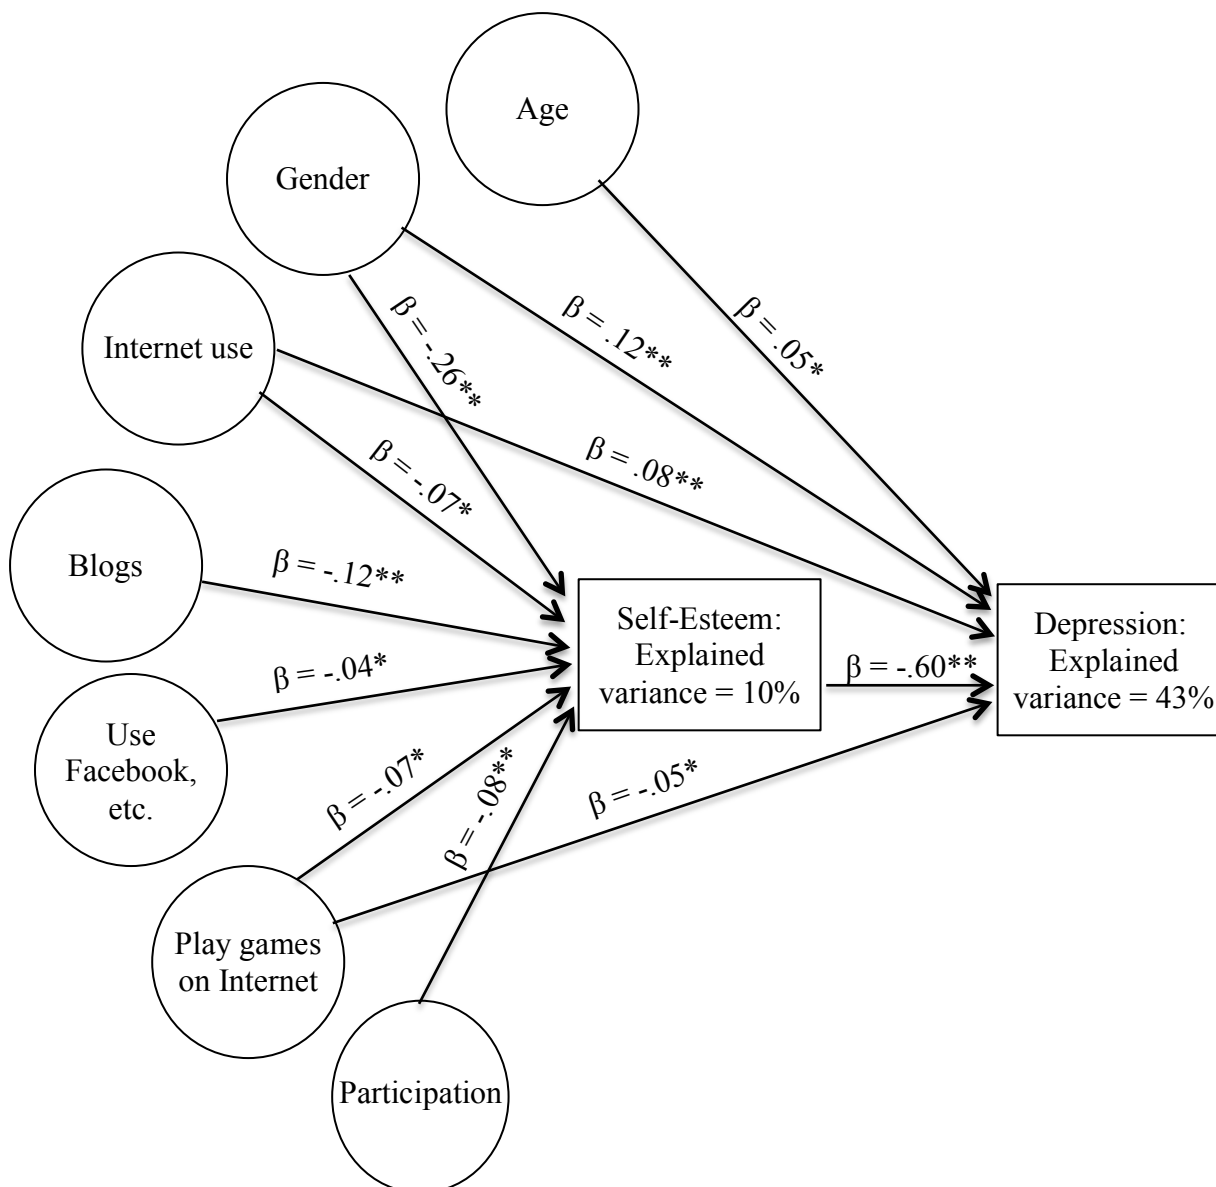 Age
Gender
β = -.26**
β = .12**
β = .05*
Internet use
β = -.07*
β = .08**
Blogs
β = -.12**
Self-Esteem:
Explained
variance = 10%
β = -.60**
Depression:
Explained
variance = 43%
β = -.04*
Use
Facebook,
etc.
β = -.07*
β = -.08**
β = -.05*
Play games
on Internet
Participation